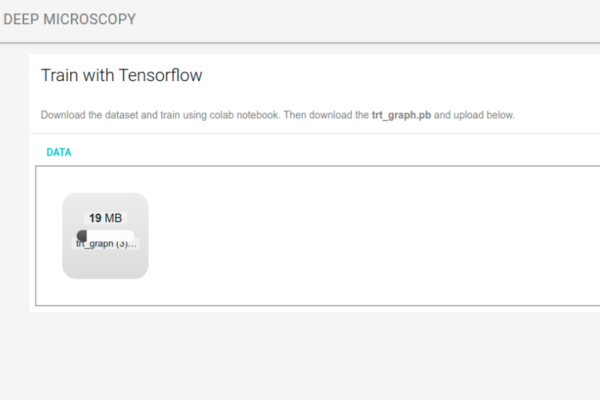 DEEP MICROSCOPY
Train with Tensorflow
Download the dataset and train using colab notebook. Then download the trt_graph.pb and upload below.
DATA
19 MB
trt_graph (3)...